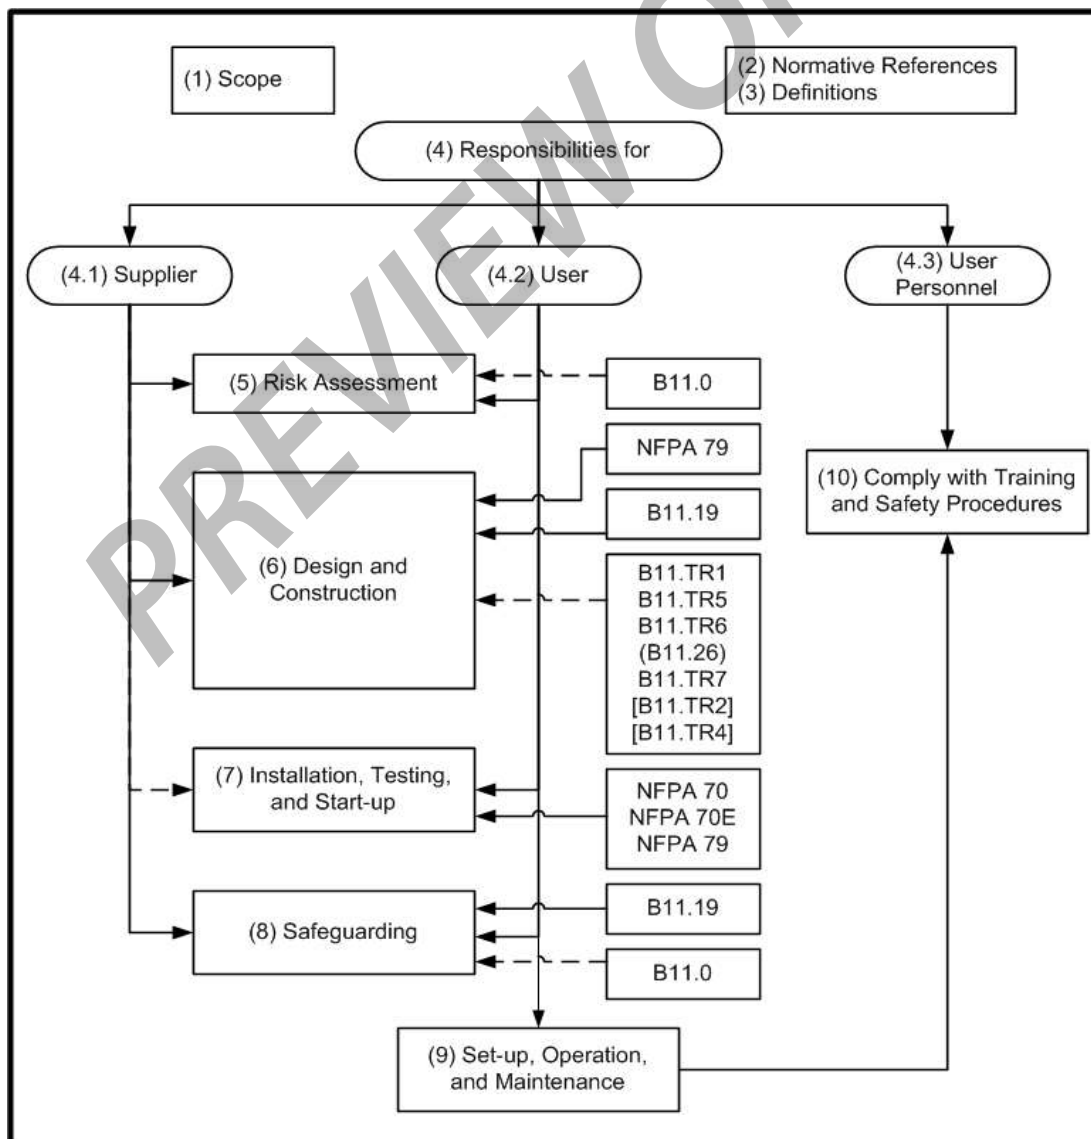 (1) Scope
(2) Normative References
(3) Definitions
(4) Responsibilities for
(4.1) Supplier
(4.2) User
(4.3) User
Personnel
(5) Risk Assessment
B11.0
NFPA 79
(10) Comply with Training
and Safety Procedures
B11.19
(6) Design and
Construction
B11.TR1
B11.TR5
B11.TR6
(B11.26)
B11.TR7
[B11.TR2]
[B11.TR4]
(7) Installation, Testing,
and Start-up
NFPA 70
NFPA 70E
NFPA 79
B11.19
(8) Safeguarding
B11.0
(9) Set-up, Operation,
and Maintenance
PREVIEW O